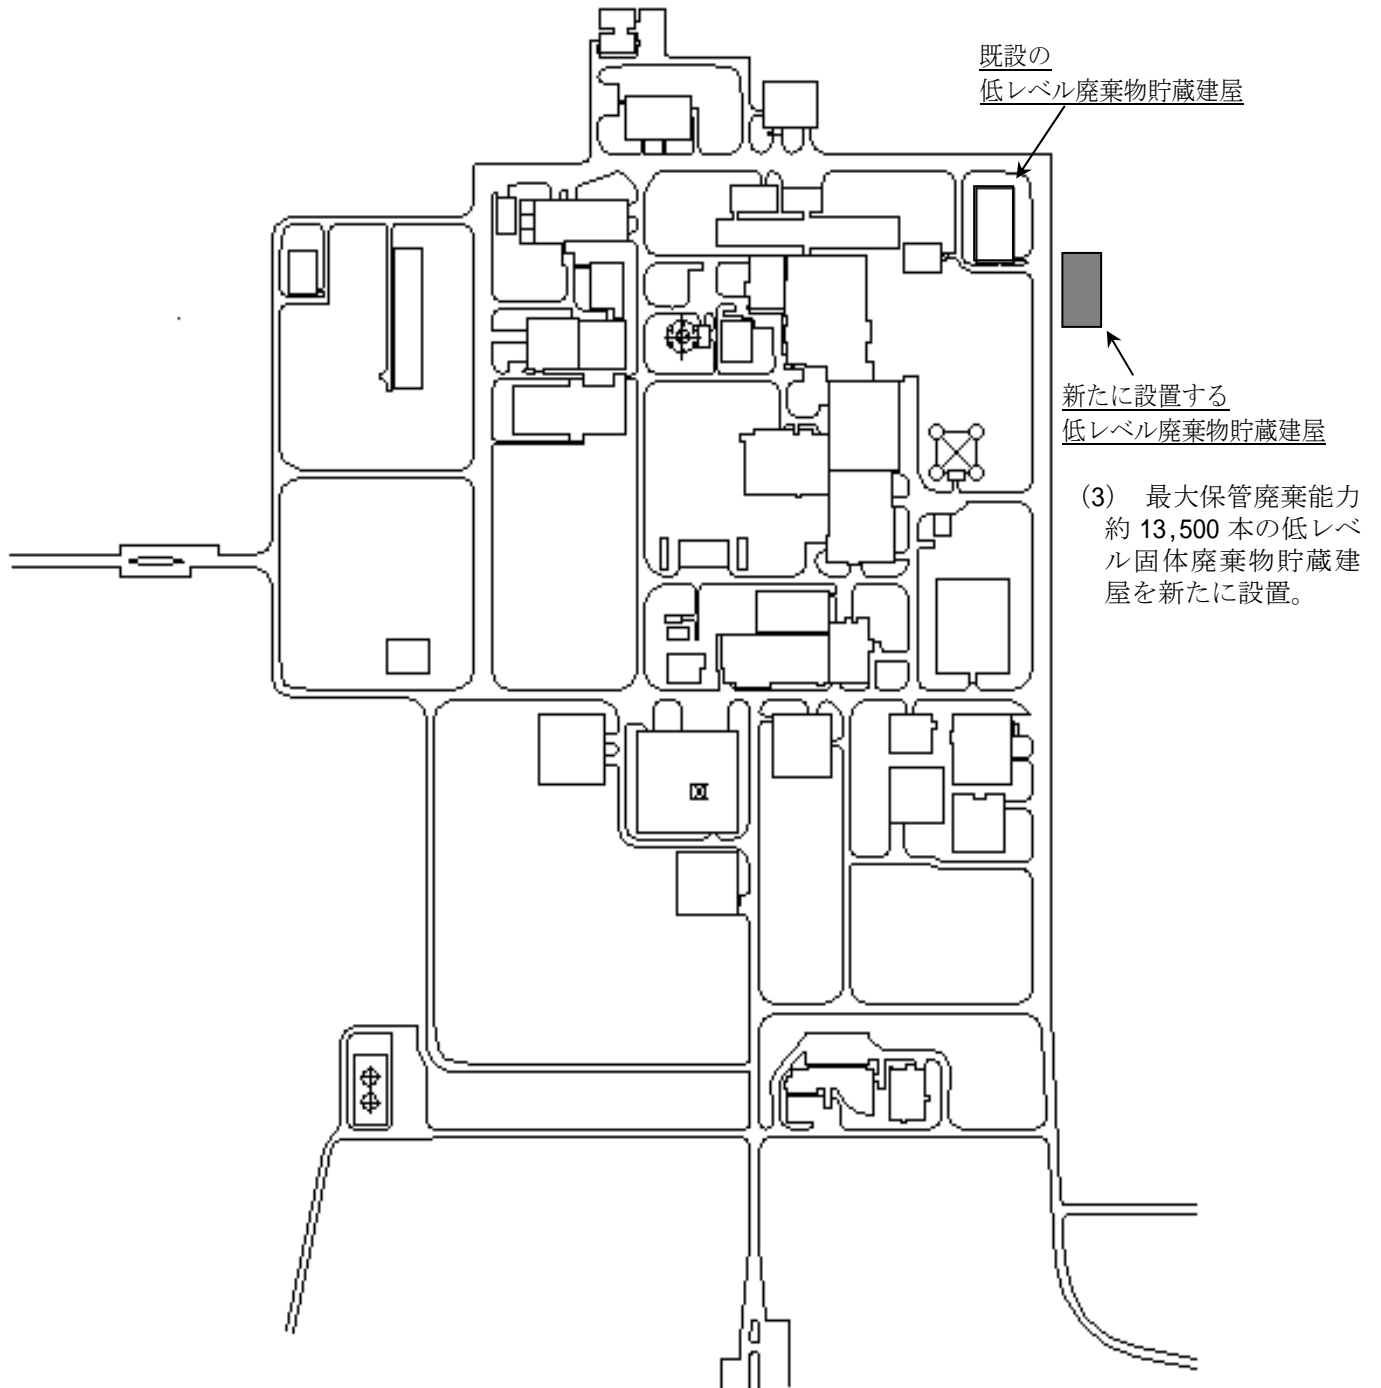 既設の
低レベル廃棄物貯蔵建屋
新たに設置する
低レベル廃棄物貯蔵建屋
(3) 最大保管廃棄能力
約 13,500 本の低レベ
ル固体廃棄物貯蔵建
屋を新たに設置。